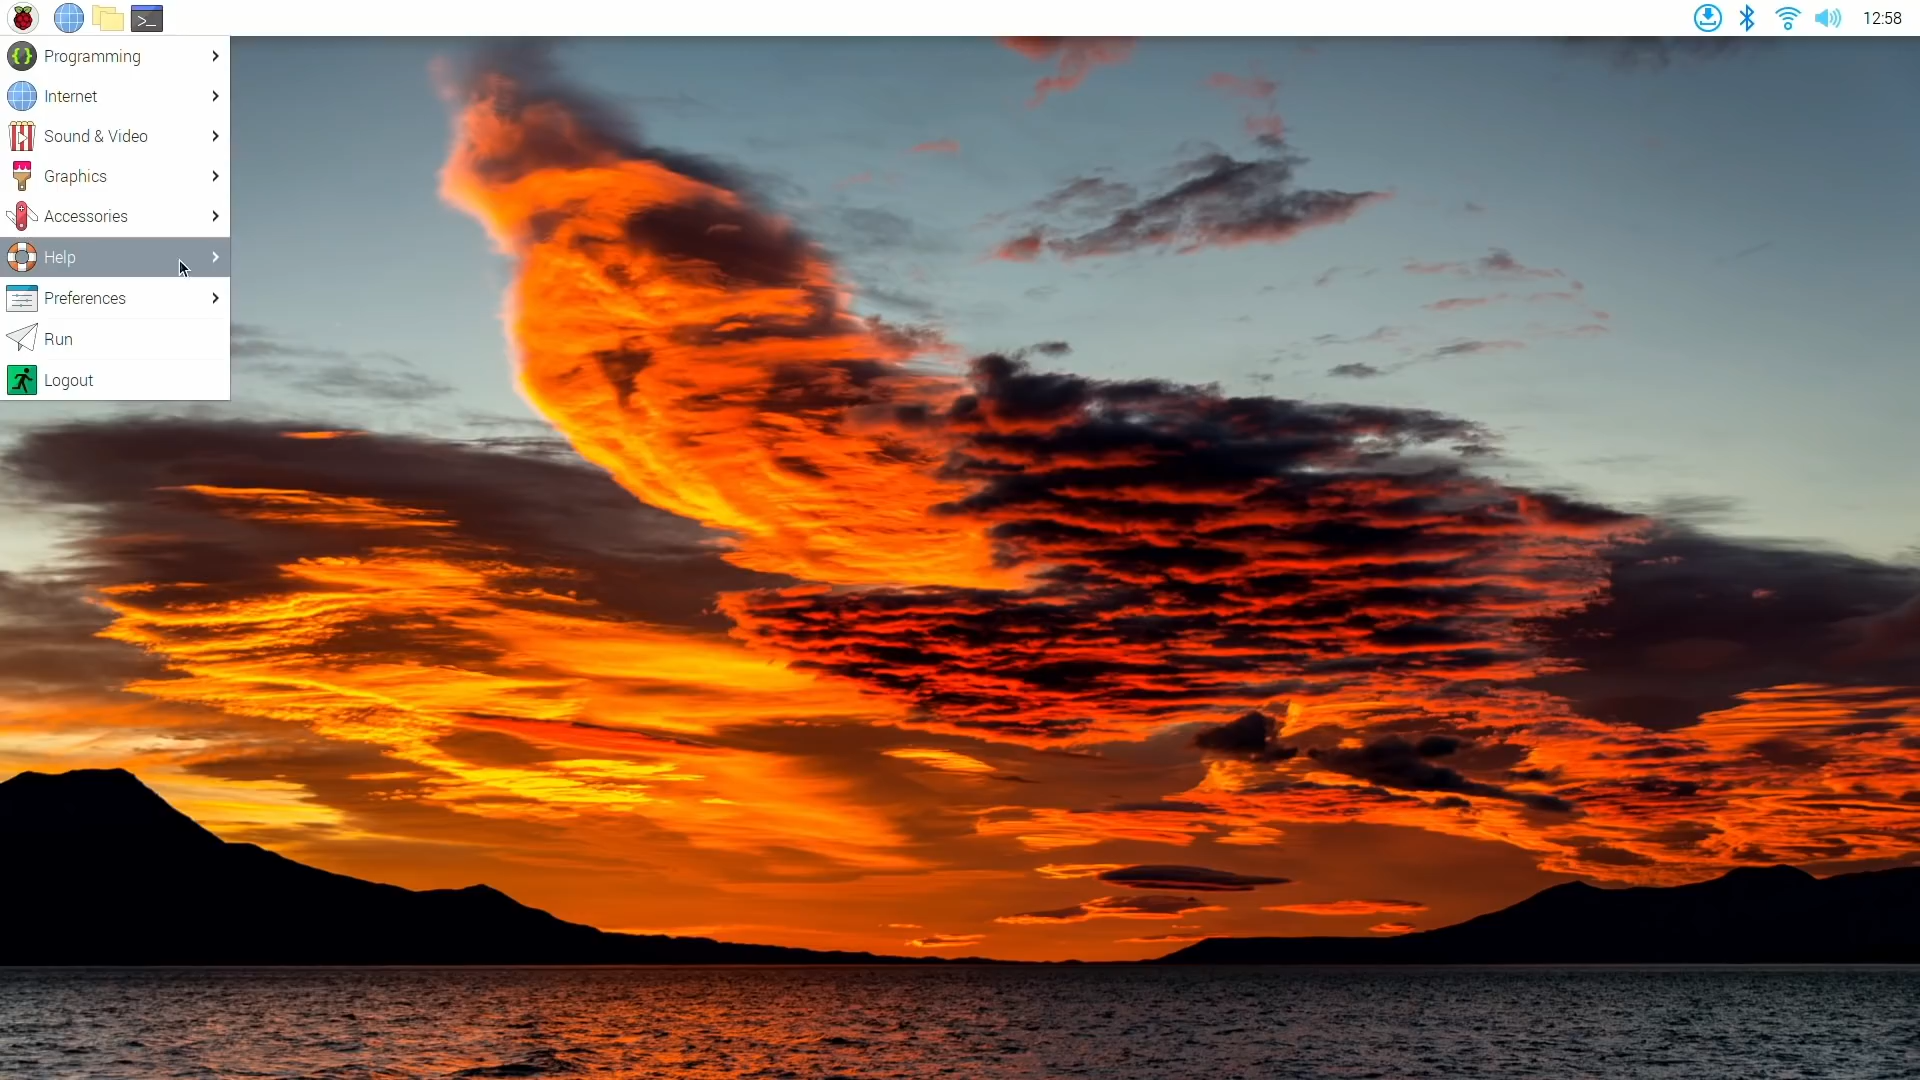 >_
12:58
Programming
Internet
Sound & Video
Graphics
Accessories
Help
Preferences
Run
Logout